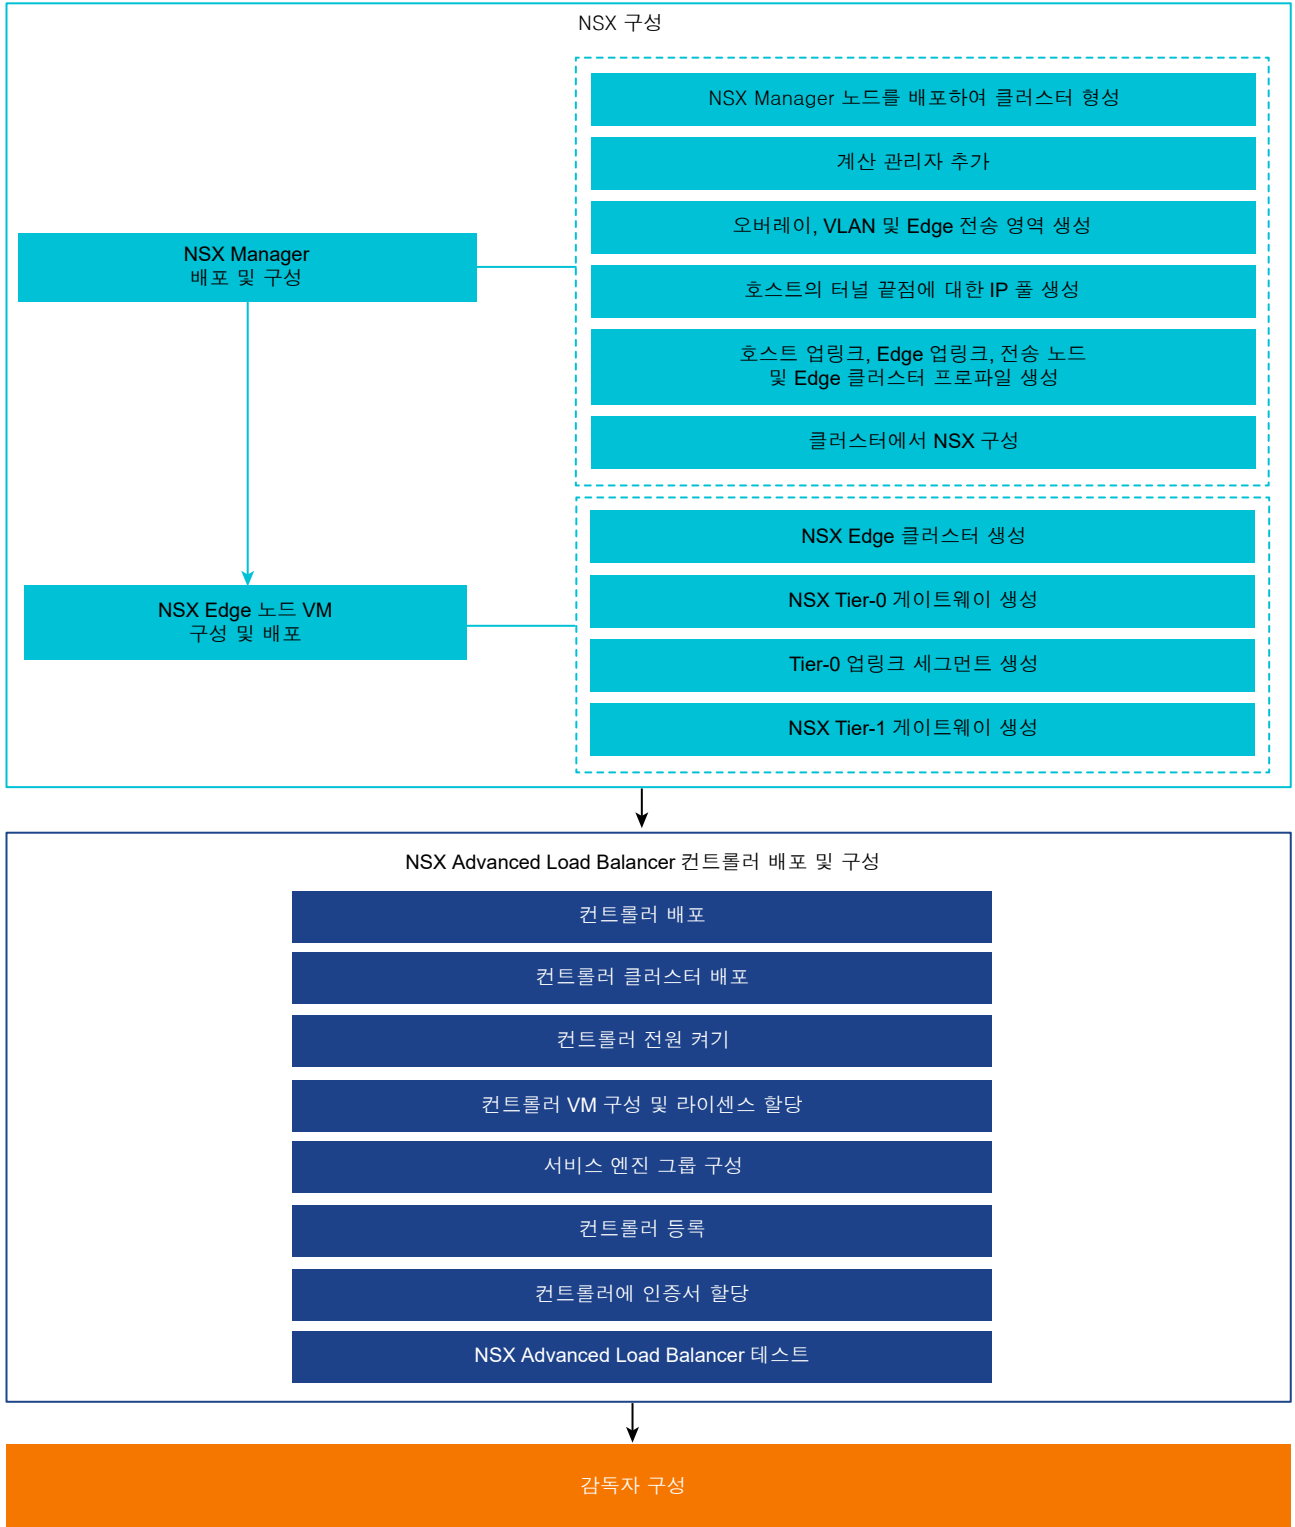 NSX 구성
NSX Manager 노드를 배포하여 클러스터 형성
계산 관리자 추가
오버레이, VLAN 및 Edge 전송 영역 생성
NSX Manager
배포 및 구성
호스트의 터널 끝점에 대한 IP 풀 생성
호스트 업링크, Edge 업링크, 전송 노드
및 Edge 클러스터 프로파일 생성
클러스터에서 NSX 구성
NSX Edge 클러스터 생성
NSX Tier-0 게이트웨이 생성
NSX Edge 노드 VM
구성 및 배포
Tier-0 업링크 세그먼트 생성
NSX Tier-1 게이트웨이 생성
NSX Advanced Load Balancer 컨트롤러 배포 및 구성
컨트롤러 배포
컨트롤러 클러스터 배포
컨트롤러 전원 켜기
컨트롤러 VM 구성 및 라이센스 할당
서비스 엔진 그룹 구성
컨트롤러 등록
컨트롤러에 인증서 할당
NSX Advanced Load Balancer 테스트
감독자 구성